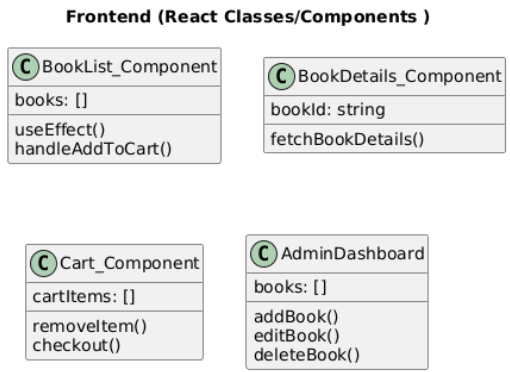 Frontend (React Classes/Components )
C BookList_Component
books: []
useEffect()
handleAddToCart()
C BookDetails_Component
bookId: string
fetchBookDetails()
C Cart_Component
cartItems: []
removeItem()
checkout()
C AdminDashboard
books: []
addBook()
editBook()
deleteBook()